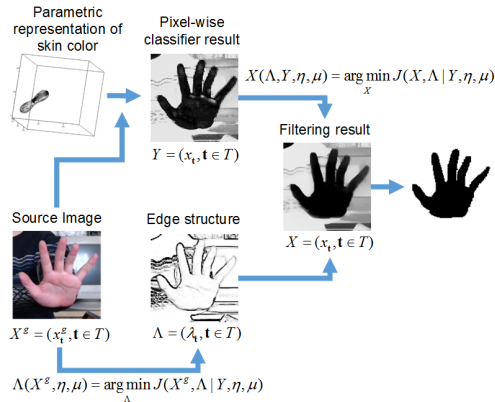 Parametric
representation of
skin color
Pixel-wise
classifier result
X(Λ,Y,η,μ) = arg min J(X,Λ | Y,η,μ)
X
Y = (x_t, t ∈ T)
Filtering result
X = (x_t, t ∈ T)
Source Image
X^g = (x_t^g, t ∈ T)
Edge structure
Λ = (λ_t, t ∈ T)
Λ(X^g,η,μ) = arg min J(X^g,Λ | Y,η,μ)
Λ